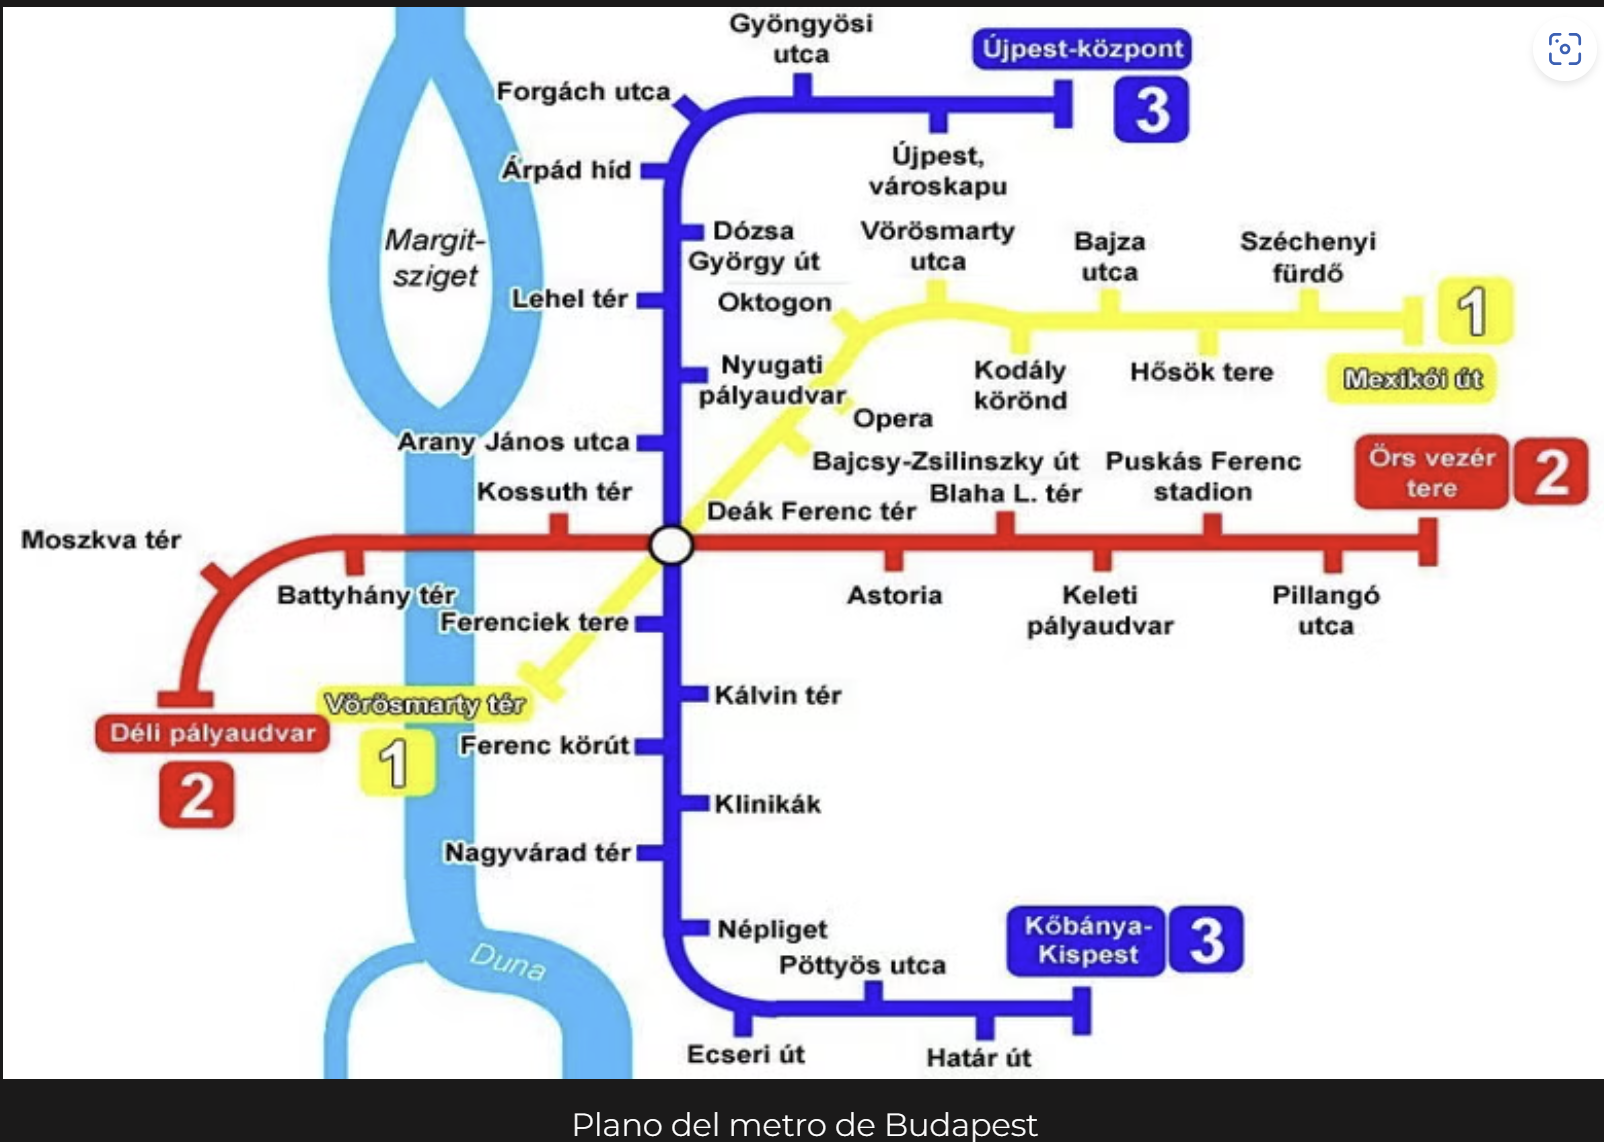 Gyöngyösi
utca
Újpest-központ
3
Forgách utca
Árpád híd
Újpest,
városkapu
Margit-
sziget
Dózsa
György út
Vörösmarty
utca
Bajza
utca
Széchenyi
fürdő
Lehel tér
Oktogon
1
Nyugati
pályaudvar
Kodály
körönd
Hősök tere
Mexikói út
Opera
Arany János utca
Bajcsy-Zsilinszky út
Puskás Ferenc
stadion
Örs vezér
tere
2
Kossuth tér
Blaha L. tér
Deák Ferenc tér
Moszkva tér
Battyhány tér
Astoria
Keleti
pályaudvar
Pillangó
utca
Ferenciek tere
Kálvin tér
Vörösmarty tér
1
Déli pályaudvar
2
Ferenc körút
Klinikák
Nagyvárad tér
Népliget
Kőbánya-
Kispest
3
Duna
Pöttyös utca
Ecseri út
Határ út
Plano del metro de Budapest